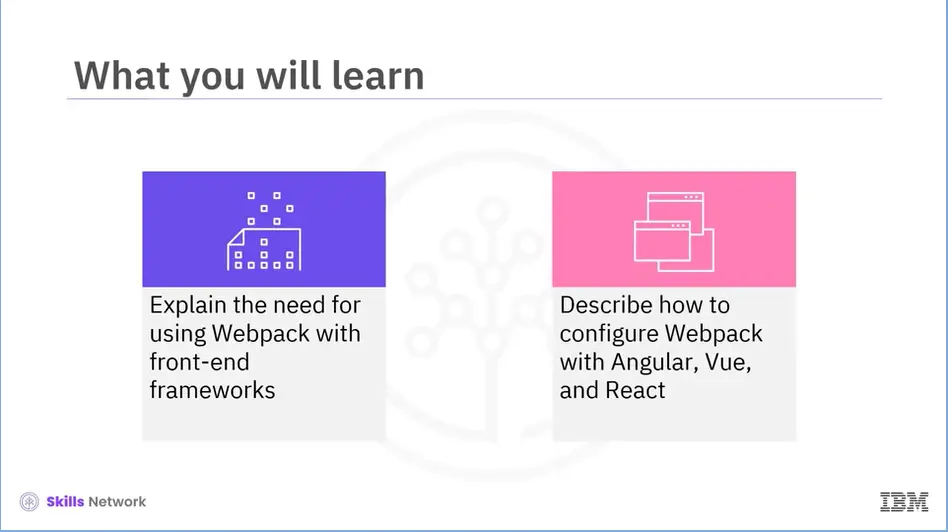 What you will learn
Explain the need for
using Webpack with
front-end
frameworks
Describe how to
configure Webpack
with Angular, Vue,
and React
Skills Network
IBM